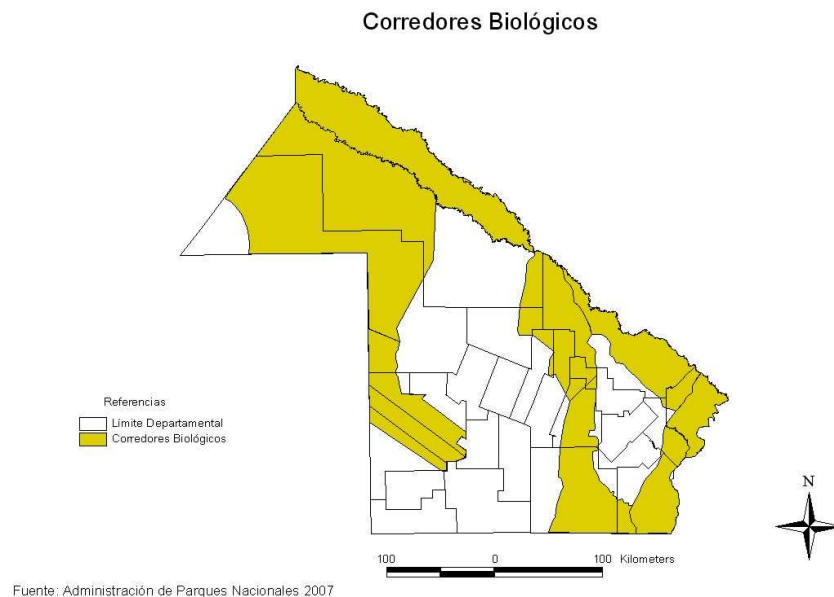 Corredores Biológicos
Referencias
Límite Departamental
Corredores Biológicos
N
100 0 100 Kilometers
Fuente: Administración de Parques Nacionales 2007